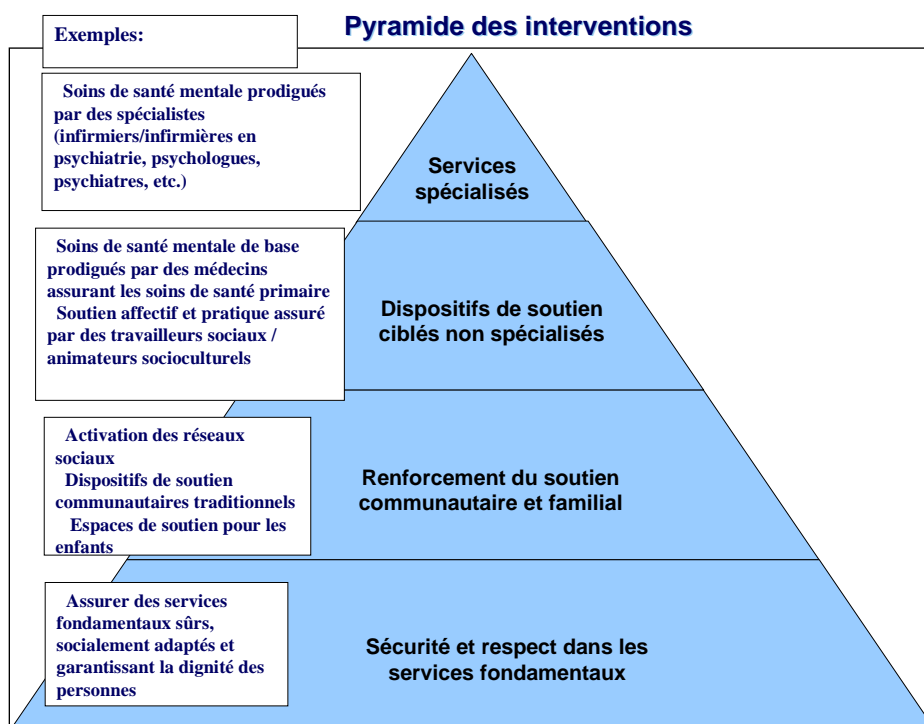 Pyramide des interventions
Exemples:
Soins de santé mentale prodigués
par des spécialistes
(infirmiers/infirmières en
psychiatrie, psychologues,
psychiatres, etc.)
Services
spécialisés
Soins de santé mentale de base
prodigués par des médecins
assurant les soins de santé primaire
Soutien affectif et pratique assuré
par des travailleurs sociaux /
animateurs socioculturels
Dispositifs de soutien
ciblés non spécialisés
Activation des réseaux
sociaux
Dispositifs de soutien
communautaires traditionnels
Espaces de soutien pour les
enfants
Renforcement du soutien
communautaire et familial
Assurer des services
fondamentaux sûrs,
socialement adaptés et
garantissant la dignité des
personnes
Sécurité et respect dans les
services fondamentaux